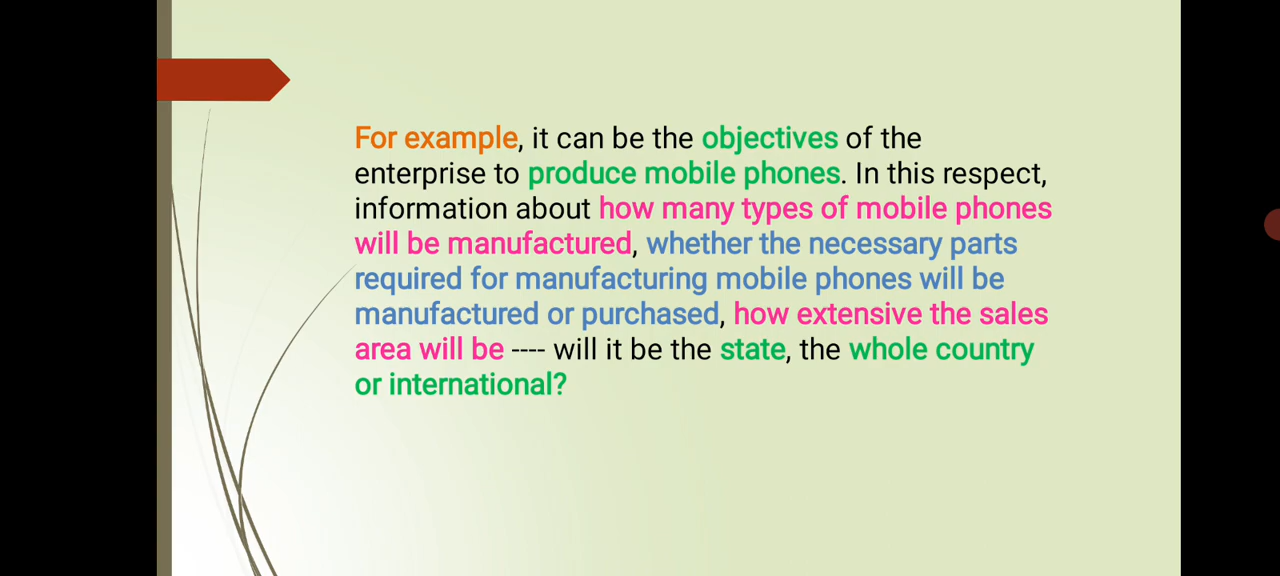 For example, it can be the objectives of the
enterprise to produce mobile phones. In this respect,
information about how many types of mobile phones
will be manufactured, whether the necessary parts
required for manufacturing mobile phones will be
manufactured or purchased, how extensive the sales
area will be ---- will it be the state, the whole country
or international?